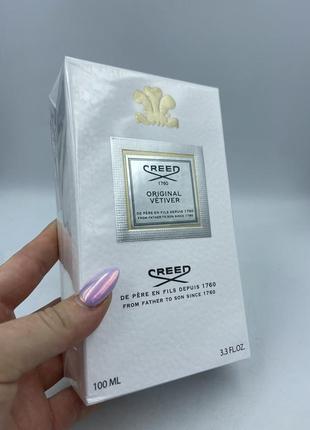 CREED
1760
ORIGINAL
VÉTIVER
DE PÈRE EN FILS DEPUIS 1760
FROM FATHER TO SON SINCE 1760
CREED
DE PÈRE EN FILS DEPUIS 1760
FROM FATHER TO SON SINCE 1760
100 ML
3.3 FL.OZ.